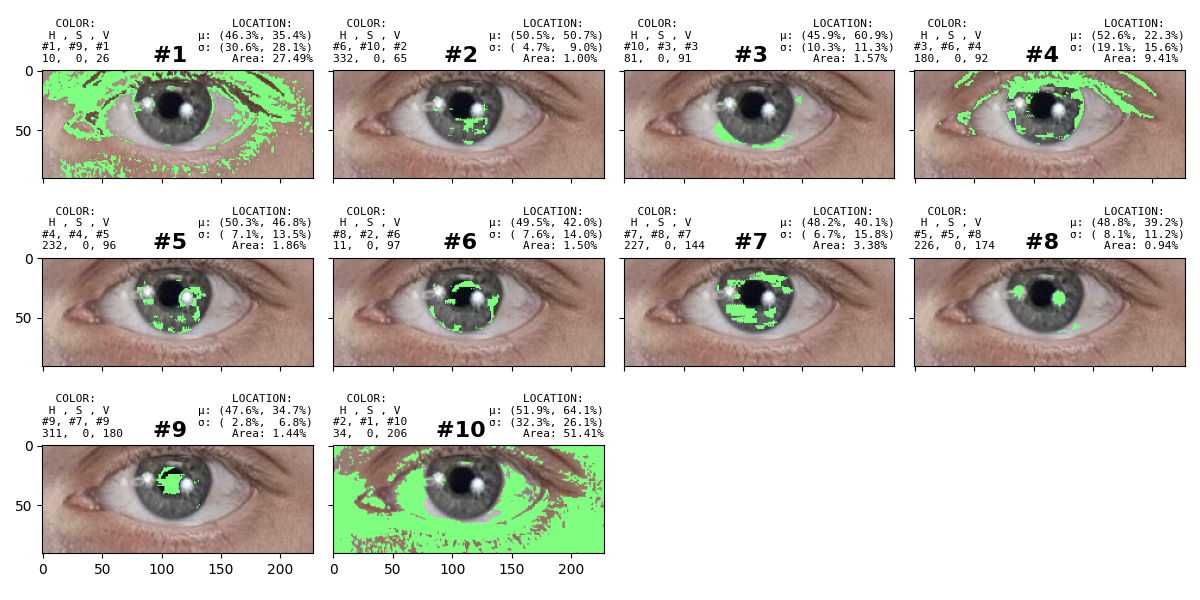 COLOR: LOCATION:
H , S , V μ: (46.3%, 35.4%)
#1, #9, #1 σ: (30.6%, 28.1%)
10, 0, 26 #1 Area: 27.49%
COLOR: LOCATION:
H , S , V μ: (50.5%, 50.7%)
#6, #10, #2 σ: ( 4.7%, 9.0%)
332, 0, 65 #2 Area: 1.00%
COLOR: LOCATION:
H , S , V μ: (45.9%, 60.9%)
#10, #3, #3 σ: (10.3%, 11.3%)
81, 0, 91 #3 Area: 1.57%
COLOR: LOCATION:
H , S , V μ: (52.6%, 22.3%)
#3, #6, #4 σ: (19.1%, 15.6%)
180, 0, 92 #4 Area: 9.41%
0
50
COLOR: LOCATION:
H , S , V μ: (50.3%, 46.8%)
#4, #4, #5 σ: ( 7.1%, 13.5%)
232, 0, 96 #5 Area: 1.86%
COLOR: LOCATION:
H , S , V μ: (49.5%, 42.0%)
#8, #2, #6 σ: ( 7.6%, 14.0%)
11, 0, 97 #6 Area: 1.50%
COLOR: LOCATION:
H , S , V μ: (48.2%, 40.1%)
#7, #8, #7 σ: ( 6.7%, 15.8%)
227, 0, 144 #7 Area: 3.38%
COLOR: LOCATION:
H , S , V μ: (48.8%, 39.2%)
#5, #5, #8 σ: ( 8.1%, 11.2%)
226, 0, 174 #8 Area: 0.94%
0
50
COLOR: LOCATION:
H , S , V μ: (47.6%, 34.7%)
#9, #7, #9 σ: ( 2.8%, 6.8%)
311, 0, 180 #9 Area: 1.44%
COLOR: LOCATION:
H , S , V μ: (51.9%, 64.1%)
#2, #1, #10 σ: (32.3%, 26.1%)
34, 0, 206 #10 Area: 51.41%
0
50
0 50 100 150 200
0 50 100 150 200